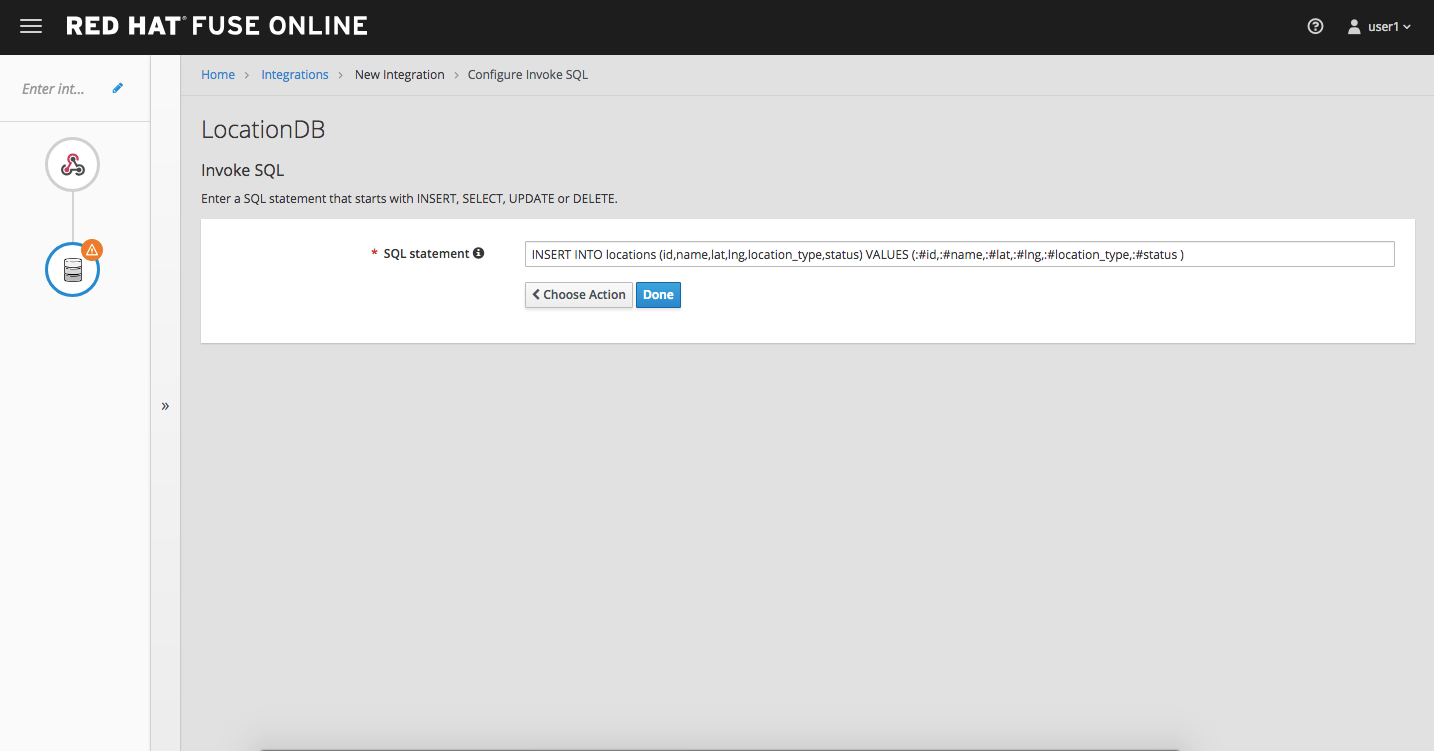 RED HAT® FUSE ONLINE
user1
Enter int...
Home > Integrations > New Integration > Configure Invoke SQL
LocationDB
Invoke SQL
Enter a SQL statement that starts with INSERT, SELECT, UPDATE or DELETE.
* SQL statement
INSERT INTO locations (id,name,lat,lng,location_type,status) VALUES (:#id,:#name,:#lat,:#lng,:#location_type,:#status )
< Choose Action
Done
»